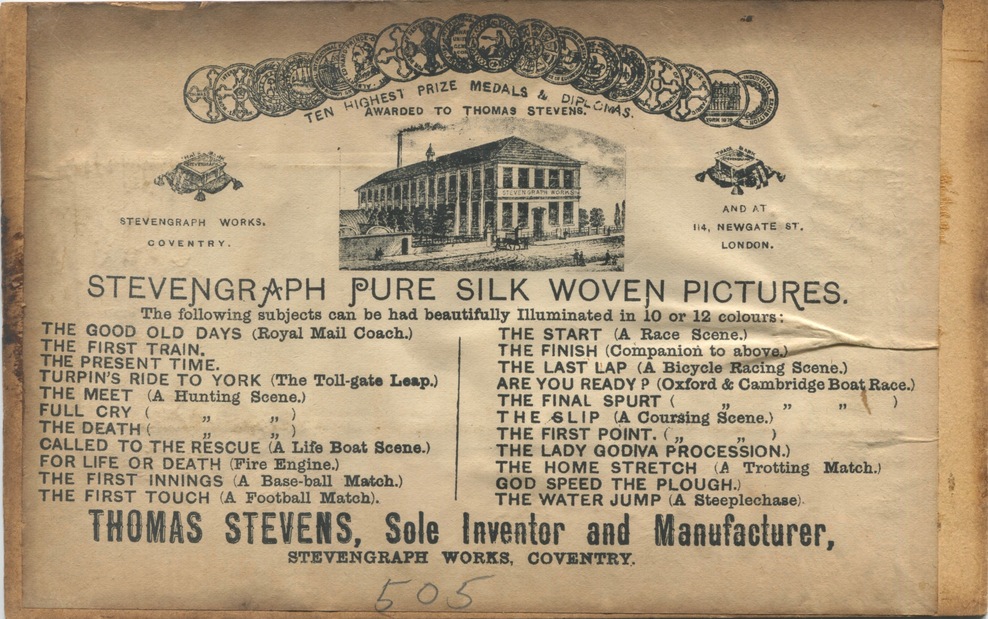 TEN HIGHEST PRIZE MEDALS & DIPLOMAS.
AWARDED TO THOMAS STEVENS.
STEVENGRAPH WORKS
STEVENGRAPH WORKS,
COVENTRY.
AND AT
114, NEWGATE ST.
LONDON.
STEVENGRAPH PURE SILK WOVEN PICTURES.
The following subjects can be had beautifully Illuminated in 10 or 12 colours:
THE GOOD OLD DAYS (Royal Mail Coach.)
THE FIRST TRAIN.
THE PRESENT TIME.
TURPIN'S RIDE TO YORK (The Toll-gate Leap.)
THE MEET (A Hunting Scene.)
FULL CRY ( „ „ )
THE DEATH ( „ „ )
CALLED TO THE RESCUE (A Life Boat Scene.)
FOR LIFE OR DEATH (Fire Engine.)
THE FIRST INNINGS (A Base-ball Match.)
THE FIRST TOUCH (A Football Match).
THE START (A Race Scene.)
THE FINISH (Companion to above.)
THE LAST LAP (A Bicycle Racing Scene.)
ARE YOU READY? (Oxford & Cambridge Boat Race.)
THE FINAL SPURT ( „ „ „ )
THE SLIP (A Coursing Scene.)
THE FIRST POINT. ( „ „ )
THE LADY GODIVA PROCESSION.)
THE HOME STRETCH (A Trotting Match.)
GOD SPEED THE PLOUGH.)
THE WATER JUMP (A Steeplechase)
THOMAS STEVENS, Sole Inventor and Manufacturer,
STEVENGRAPH WORKS, COVENTRY.
505